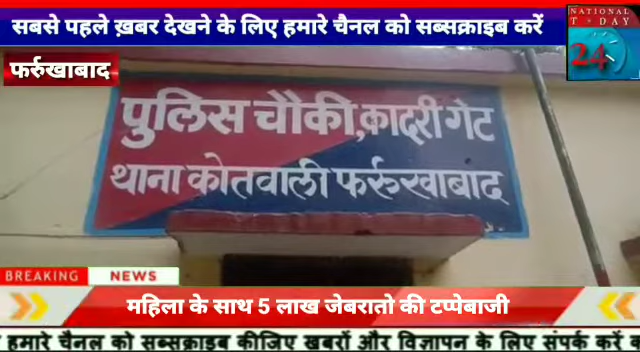 सबसे पहले ख़बर देखने के लिए हमारे चैनल को सब्सक्राइब करें
NATIONAL
TODAY
24
फर्रुखाबाद
पुलिस चौकी,कादरी गेट
थाना कोतवाली फर्रुखाबाद
BREAKING NEWS
महिला के साथ 5 लाख जेबरातो की टप्पेबाजी
हमारे चैनल को सब्सक्राइब कीजिए खबरों और विज्ञापन के लिए संपर्क करें